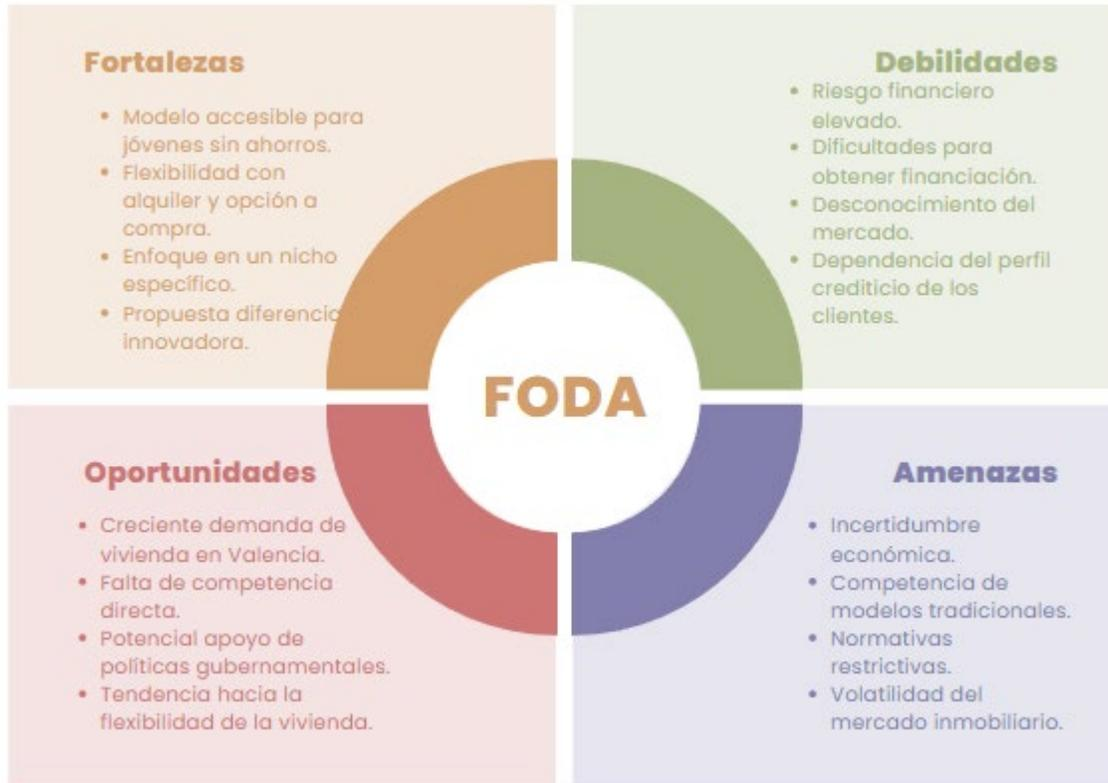 Fortalezas
• Modelo accesible para
jóvenes sin ahorros.
• Flexibilidad con
alquiler y opción a
compra.
• Enfoque en un nicho
específico.
• Propuesta
innovadora.
Debilidades
• Riesgo financiero
elevado.
• Dificultades para
obtener financiación.
• Desconocimiento del
mercado.
• Dependencia del perfil
crediticio de los
clientes.
FODA
Oportunidades
• Creciente demanda de
vivienda en Valencia.
• Falta de competencia
directa.
• Potencial apoyo de
políticas gubernamentales.
• Tendencia hacia la
flexibilidad de la vivienda.
Amenazas
• Incertidumbre
económica.
• Competencia de
modelos tradicionales.
• Normativas
restrictivas.
• Volatilidad del
mercado inmobiliario.